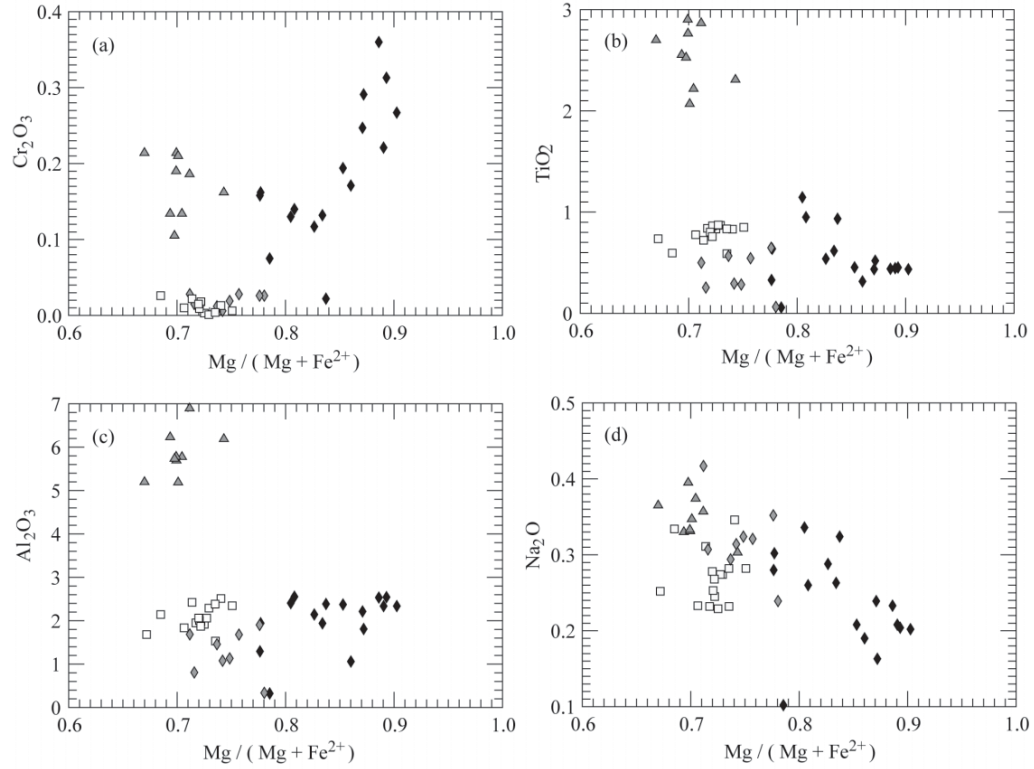 0.4
(a)
0.3
Cr₂O₃
0.2
0.1
0.0
0.6 0.7 0.8 0.9 1.0
Mg / ( Mg + Fe²⁺ )
3
(b)
2
TiO₂
1
0
0.6 0.7 0.8 0.9 1.0
Mg / ( Mg + Fe²⁺ )
7
(c)
6
5
4
Al₂O₃
3
2
1
0
0.6 0.7 0.8 0.9 1.0
Mg / ( Mg + Fe²⁺ )
0.5
(d)
0.4
Na₂O
0.3
0.2
0.1
0.6 0.7 0.8 0.9 1.0
Mg / ( Mg + Fe²⁺ )